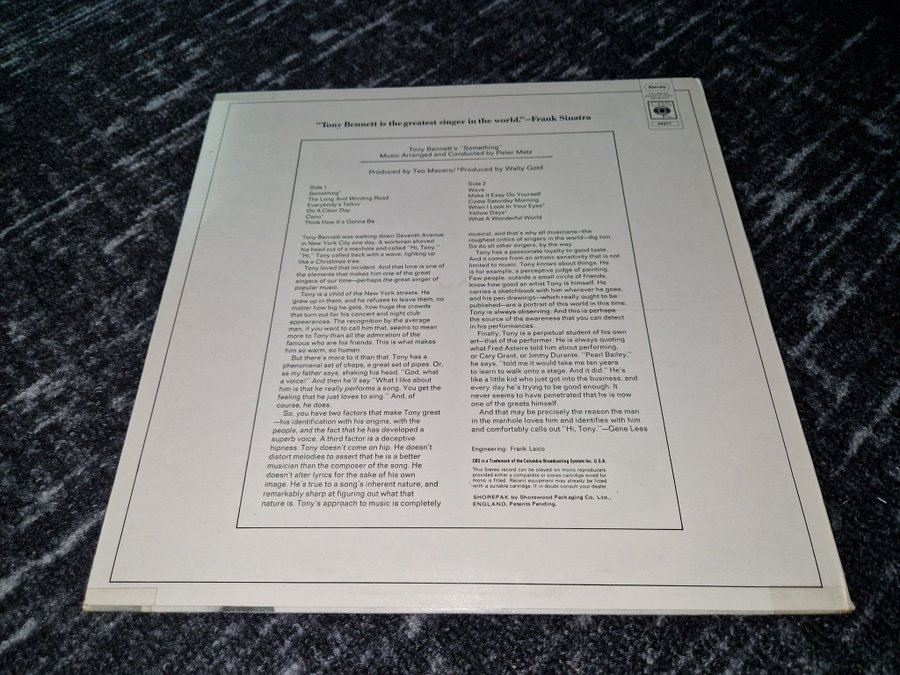 "Tony Bennett is the greatest singer in the world."—Frank Sinatra
Stereo
CBS
Tony Bennett's "Something"
Music Arranged and Conducted by Peter Matz
Produced by Teo Macero/*Produced by Wally Gold
Side 1
Something*
The Long And Winding Road
Everybody's Talkin'
On A Clear Day
Coco*
Think How It's Gonna Be
Side 2
Wave
Make It Easy On Yourself
Come Saturday Morning
When I Look In Your Eyes*
Yellow Days*
What A Wonderful World
Tony Bennett was walking down Seventh Avenue
in New York City one day. A workman shoved
his head out of a manhole and called "Hi, Tony."
"Hi," Tony called back with a wave, lighting up
like a Christmas tree.
Tony loved that incident. And that love is one of
the elements that makes him one of the great
singers of our time—perhaps the great singer of
popular music.
Tony is a child of the New York streets. He
grew up in them, and he refuses to leave them, no
matter how big he gets, how huge the crowds
that turn out for his concert and night club
appearances. The recognition by the average
man, if you want to call him that, seems to mean
more to Tony than all the admiration of the
famous who are his friends. This is what makes
him so warm, so human.
But there's more to it than that. Tony has a
phenomenal set of chops, a great set of pipes. Or,
as my father says, shaking his head, "God, what
a voice!" And then he'll say "What I like about
him is that he really performs a song. You get the
feeling that he just loves to sing." And, of
course, he does.
So, you have two factors that make Tony great
—his identification with his origins, with the
people, and the fact that he has developed a
superb voice. A third factor is a deceptive
hipness. Tony doesn't come on hip. He doesn't
distort melodies to assert that he is a better
musician than the composer of the song. He
doesn't alter lyrics for the sake of his own
image. He's true to a song's inherent nature, and
remarkably sharp at figuring out what that
nature is. Tony's approach to music is completely
musical, and that's why all musicians—the
roughest critics of singers in the world—dig him.
So do all other singers, by the way.
Tony has a passionate loyalty to good taste.
And it comes from an artistic sensitivity that is not
limited to music. Tony knows about things. He
is for example, a perceptive judge of painting.
Few people, outside a small circle of friends,
know how good an artist Tony is himself. He
carries a sketchbook with him wherever he goes,
and his pen drawings—which really ought to be
published—are a portrait of this world in this time.
Tony is always observing. And this is perhaps
the source of the awareness that you can detect
in his performances.
Finally, Tony is a perpetual student of his own
art—that of the performer. He is always quoting
what Fred Astaire told him about performing,
or Cary Grant, or Jimmy Durante. "Pearl Bailey,"
he says, "told me it would take me ten years
to learn to walk onto a stage. And it did." He's
like a little kid who just got into the business, and
every day he's trying to be good enough. It
never seems to have penetrated that he is now
one of the greats himself.
And that may be precisely the reason the man
in the manhole loves him and identifies with him
and comfortably calls out "Hi, Tony."—Gene Lees
Engineering: Frank Laico
CBS is a Trademark of the Columbia Broadcasting System Inc. U.S.A.
This Stereo record can be played on mono reproducers
provided either a compatible or stereo cartridge wired for
mono is fitted. Recent equipment may already be fitted
with a suitable cartridge. If in doubt consult your dealer.
SHOREPAK by Shorewood Packaging Co. Ltd.,
ENGLAND. Patents Pending.